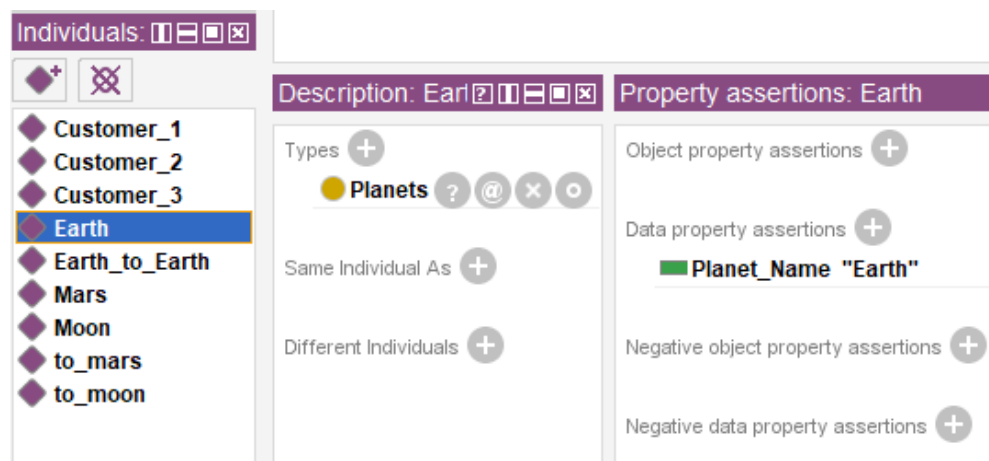 Individuals:
Customer_1
Customer_2
Customer_3
Earth
Earth_to_Earth
Mars
Moon
to_mars
to_moon
Description: Eart
Types
Planets
Same Individual As
Different Individuals
Property assertions: Earth
Object property assertions
Data property assertions
Planet_Name "Earth"
Negative object property assertions
Negative data property assertions